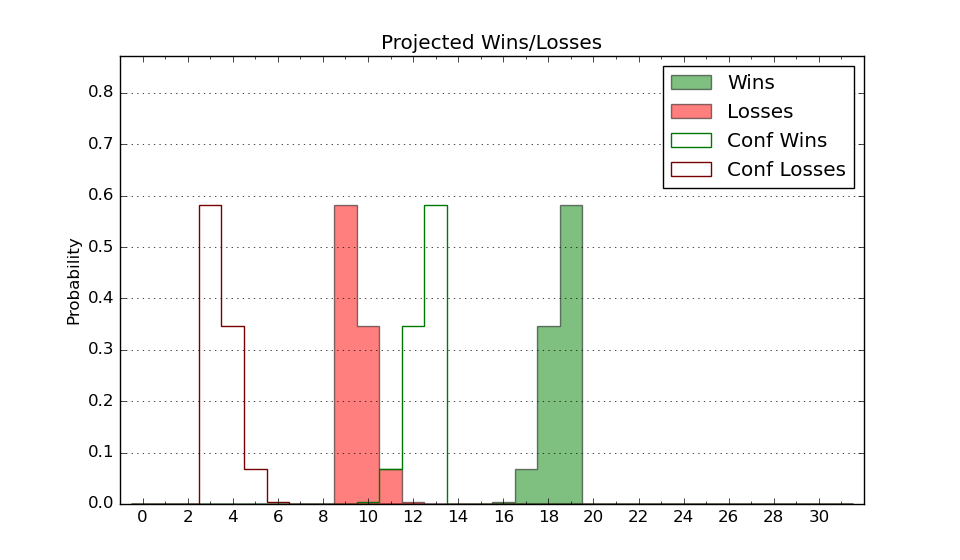 Projected Wins/Losses
Wins
Losses
Conf Wins
Conf Losses
Probability
0.8
0.7
0.6
0.5
0.4
0.3
0.2
0.1
0.0
0 2 4 6 8 10 12 14 16 18 20 22 24 26 28 30